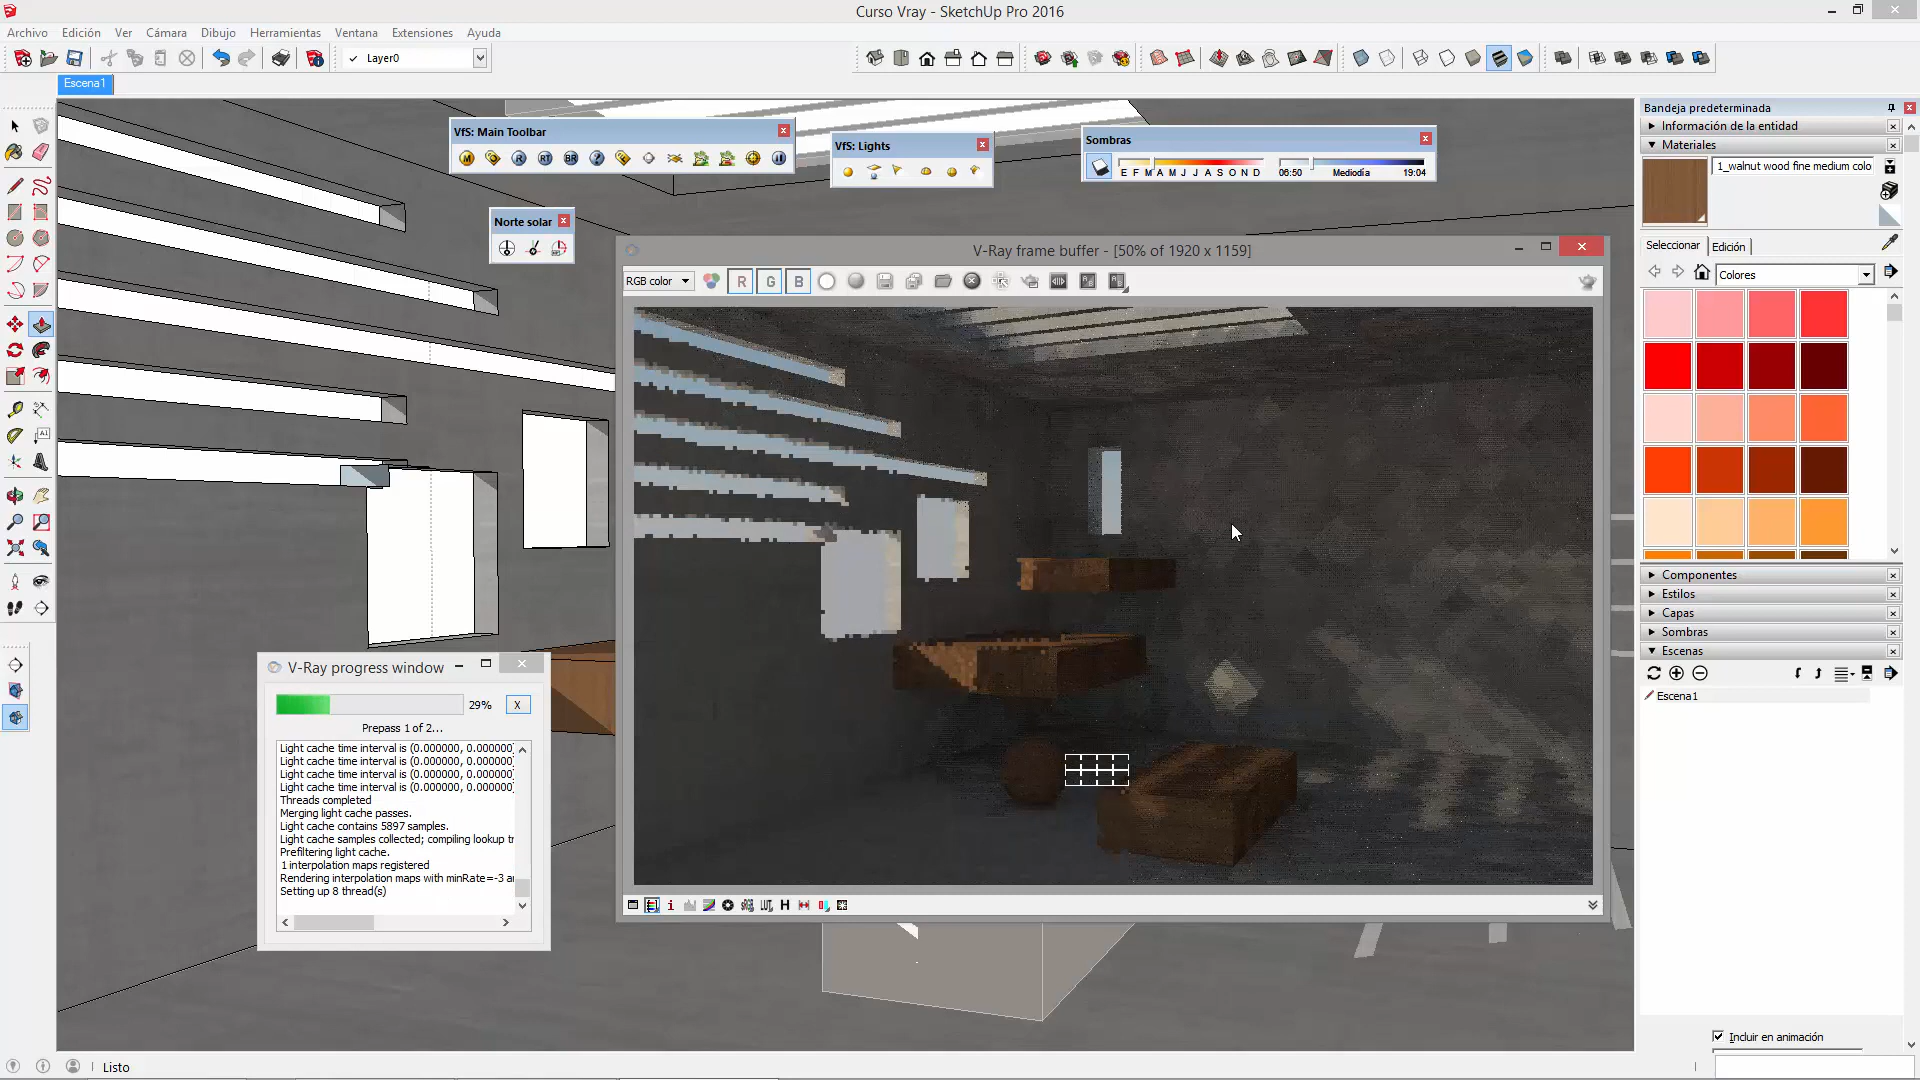 Curso Vray - SketchUp Pro 2016
Archivo Edición Ver Cámara Dibujo Herramientas Ventana Extensiones Ayuda
Layer0
Escena1
VfS: Main Toolbar
M R RT BR ?
VfS: Lights
Sombras
E F M A M J J A S O N D 06:50 Mediodía 19:04
Norte solar
V-Ray frame buffer - [50% of 1920 x 1159]
RGB color R G B
V-Ray progress window
29% X
Prepass 1 of 2...
Light cache time interval is (0.000000, 0.000000)
Light cache time interval is (0.000000, 0.000000)
Light cache time interval is (0.000000, 0.000000)
Light cache time interval is (0.000000, 0.000000)
Threads completed
Merging light cache passes.
Light cache contains 5897 samples.
Light cache samples collected; compiling lookup tr
Prefiltering light cache.
1 interpolation maps registered
Rendering interpolation maps with minRate=-3 ar
Setting up 8 thread(s)
Bandeja predeterminada
Información de la entidad
Materiales
1_walnut wood fine medium colo
Seleccionar Edición
Colores
Componentes
Estilos
Capas
Sombras
Escenas
Escena1
Incluir en animación
Listo